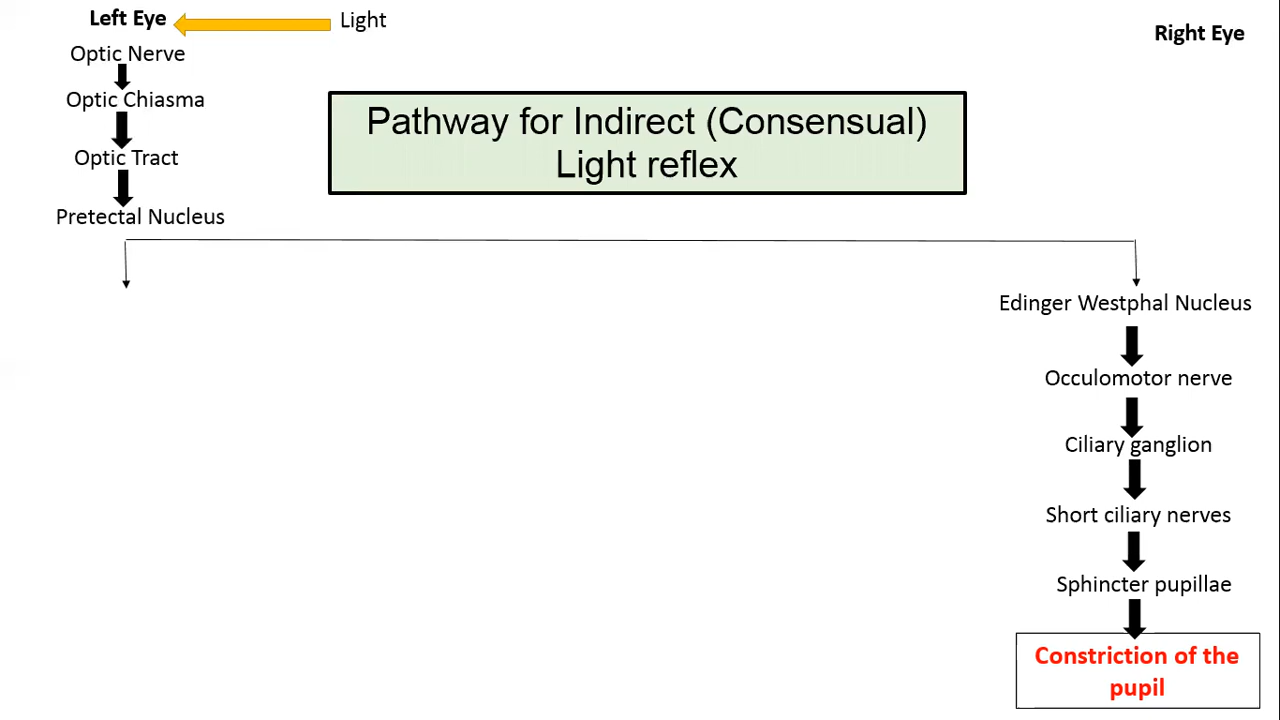 Left Eye
Light
Right Eye
Optic Nerve
Optic Chiasma
Optic Tract
Pretectal Nucleus
Pathway for Indirect (Consensual)
Light reflex
Edinger Westphal Nucleus
Occulomotor nerve
Ciliary ganglion
Short ciliary nerves
Sphincter pupillae
Constriction of the
pupil